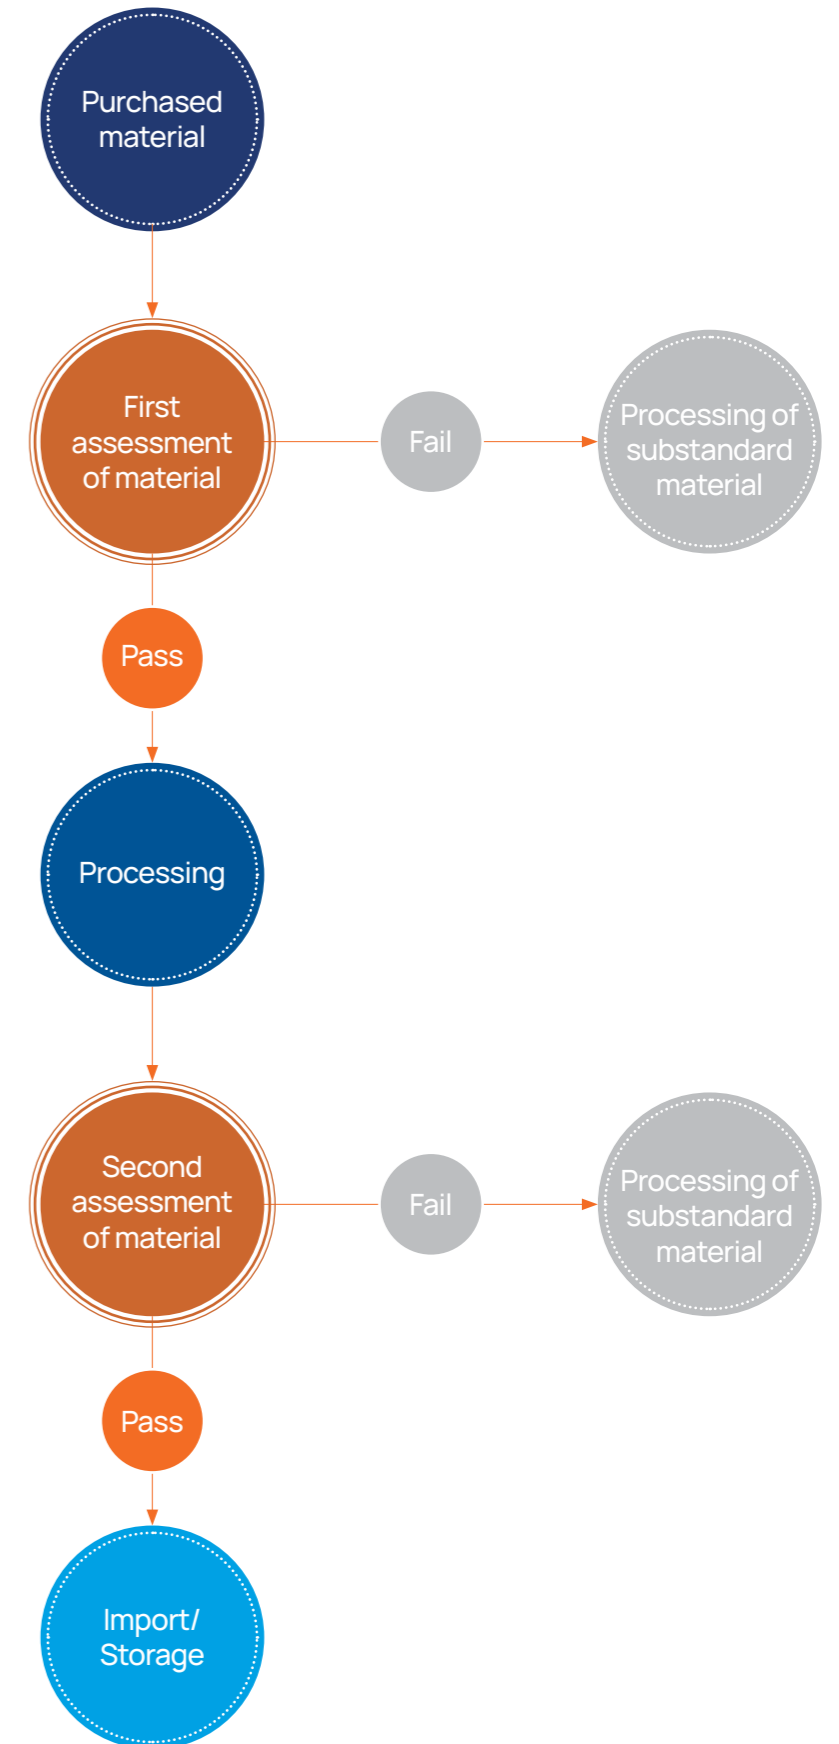 Purchased
material
First
assessment
of material
Fail
Processing of
substandard
material
Pass
Processing
Second
assessment
of material
Fail
Processing of
substandard
material
Pass
Import/
Storage